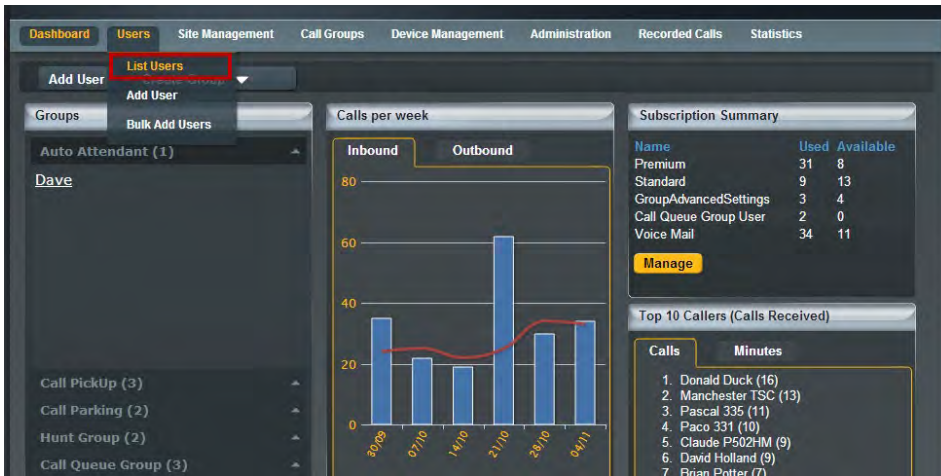 Dashboard Users Site Management Call Groups Device Management Administration Recorded Calls Statistics
List Users
Add User
Add User
Bulk Add Users
Groups
Auto Attendant (1)
Dave
Call PickUp (3)
Call Parking (2)
Hunt Group (2)
Call Queue Group (3)
Calls per week
Inbound Outbound
80
60
40
20
0
30/09 07/10 14/10 21/10 28/10 04/11
Subscription Summary
Name Used Available
Premium 31 8
Standard 9 13
GroupAdvancedSettings 3 4
Call Queue Group User 2 0
Voice Mail 34 11
Manage
Top 10 Callers (Calls Received)
Calls Minutes
1. Donald Duck (16)
2. Manchester TSC (13)
3. Pascal 335 (11)
4. Paco 331 (10)
5. Claude P502HM (9)
6. David Holland (9)
7. Brian Potter (7)